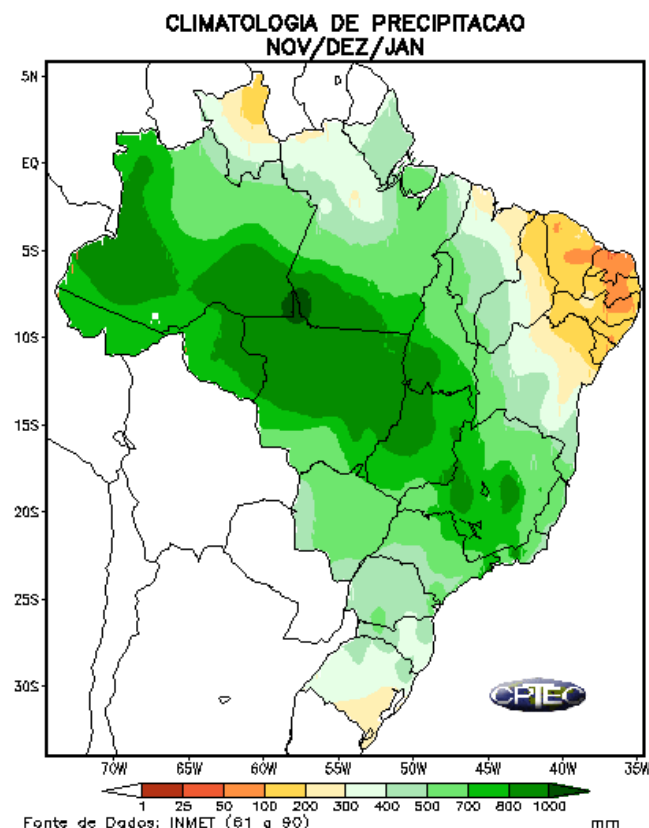 CLIMATOLOGIA DE PRECIPITACAO
NOV/DEZ/JAN
5N
EQ
5S
10S
15S
20S
25S
30S
70W 65W 60W 55W 50W 45W 40W 35W
CPTEC
1 25 50 100 200 300 400 500 700 800 1000
Fonte de Dados: INMET (61 a 90) mm